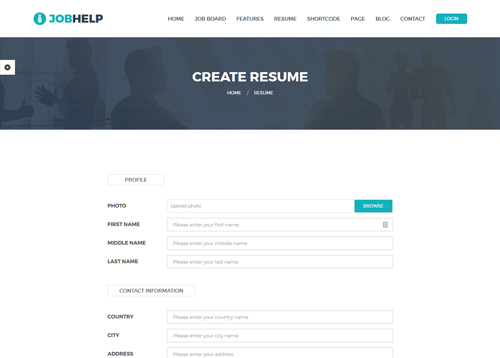 JOBHELP
HOME JOB BOARD FEATURES RESUME SHORTCODE PAGE BLOG CONTACT LOGIN
CREATE RESUME
HOME / RESUME
PROFILE
PHOTO Upload photo BROWSE
FIRST NAME Please enter your first name
MIDDLE NAME Please enter your middle name
LAST NAME Please enter your last name
CONTACT INFORMATION
COUNTRY Please enter your country name
CITY Please enter your city name
ADDRESS Please enter your address